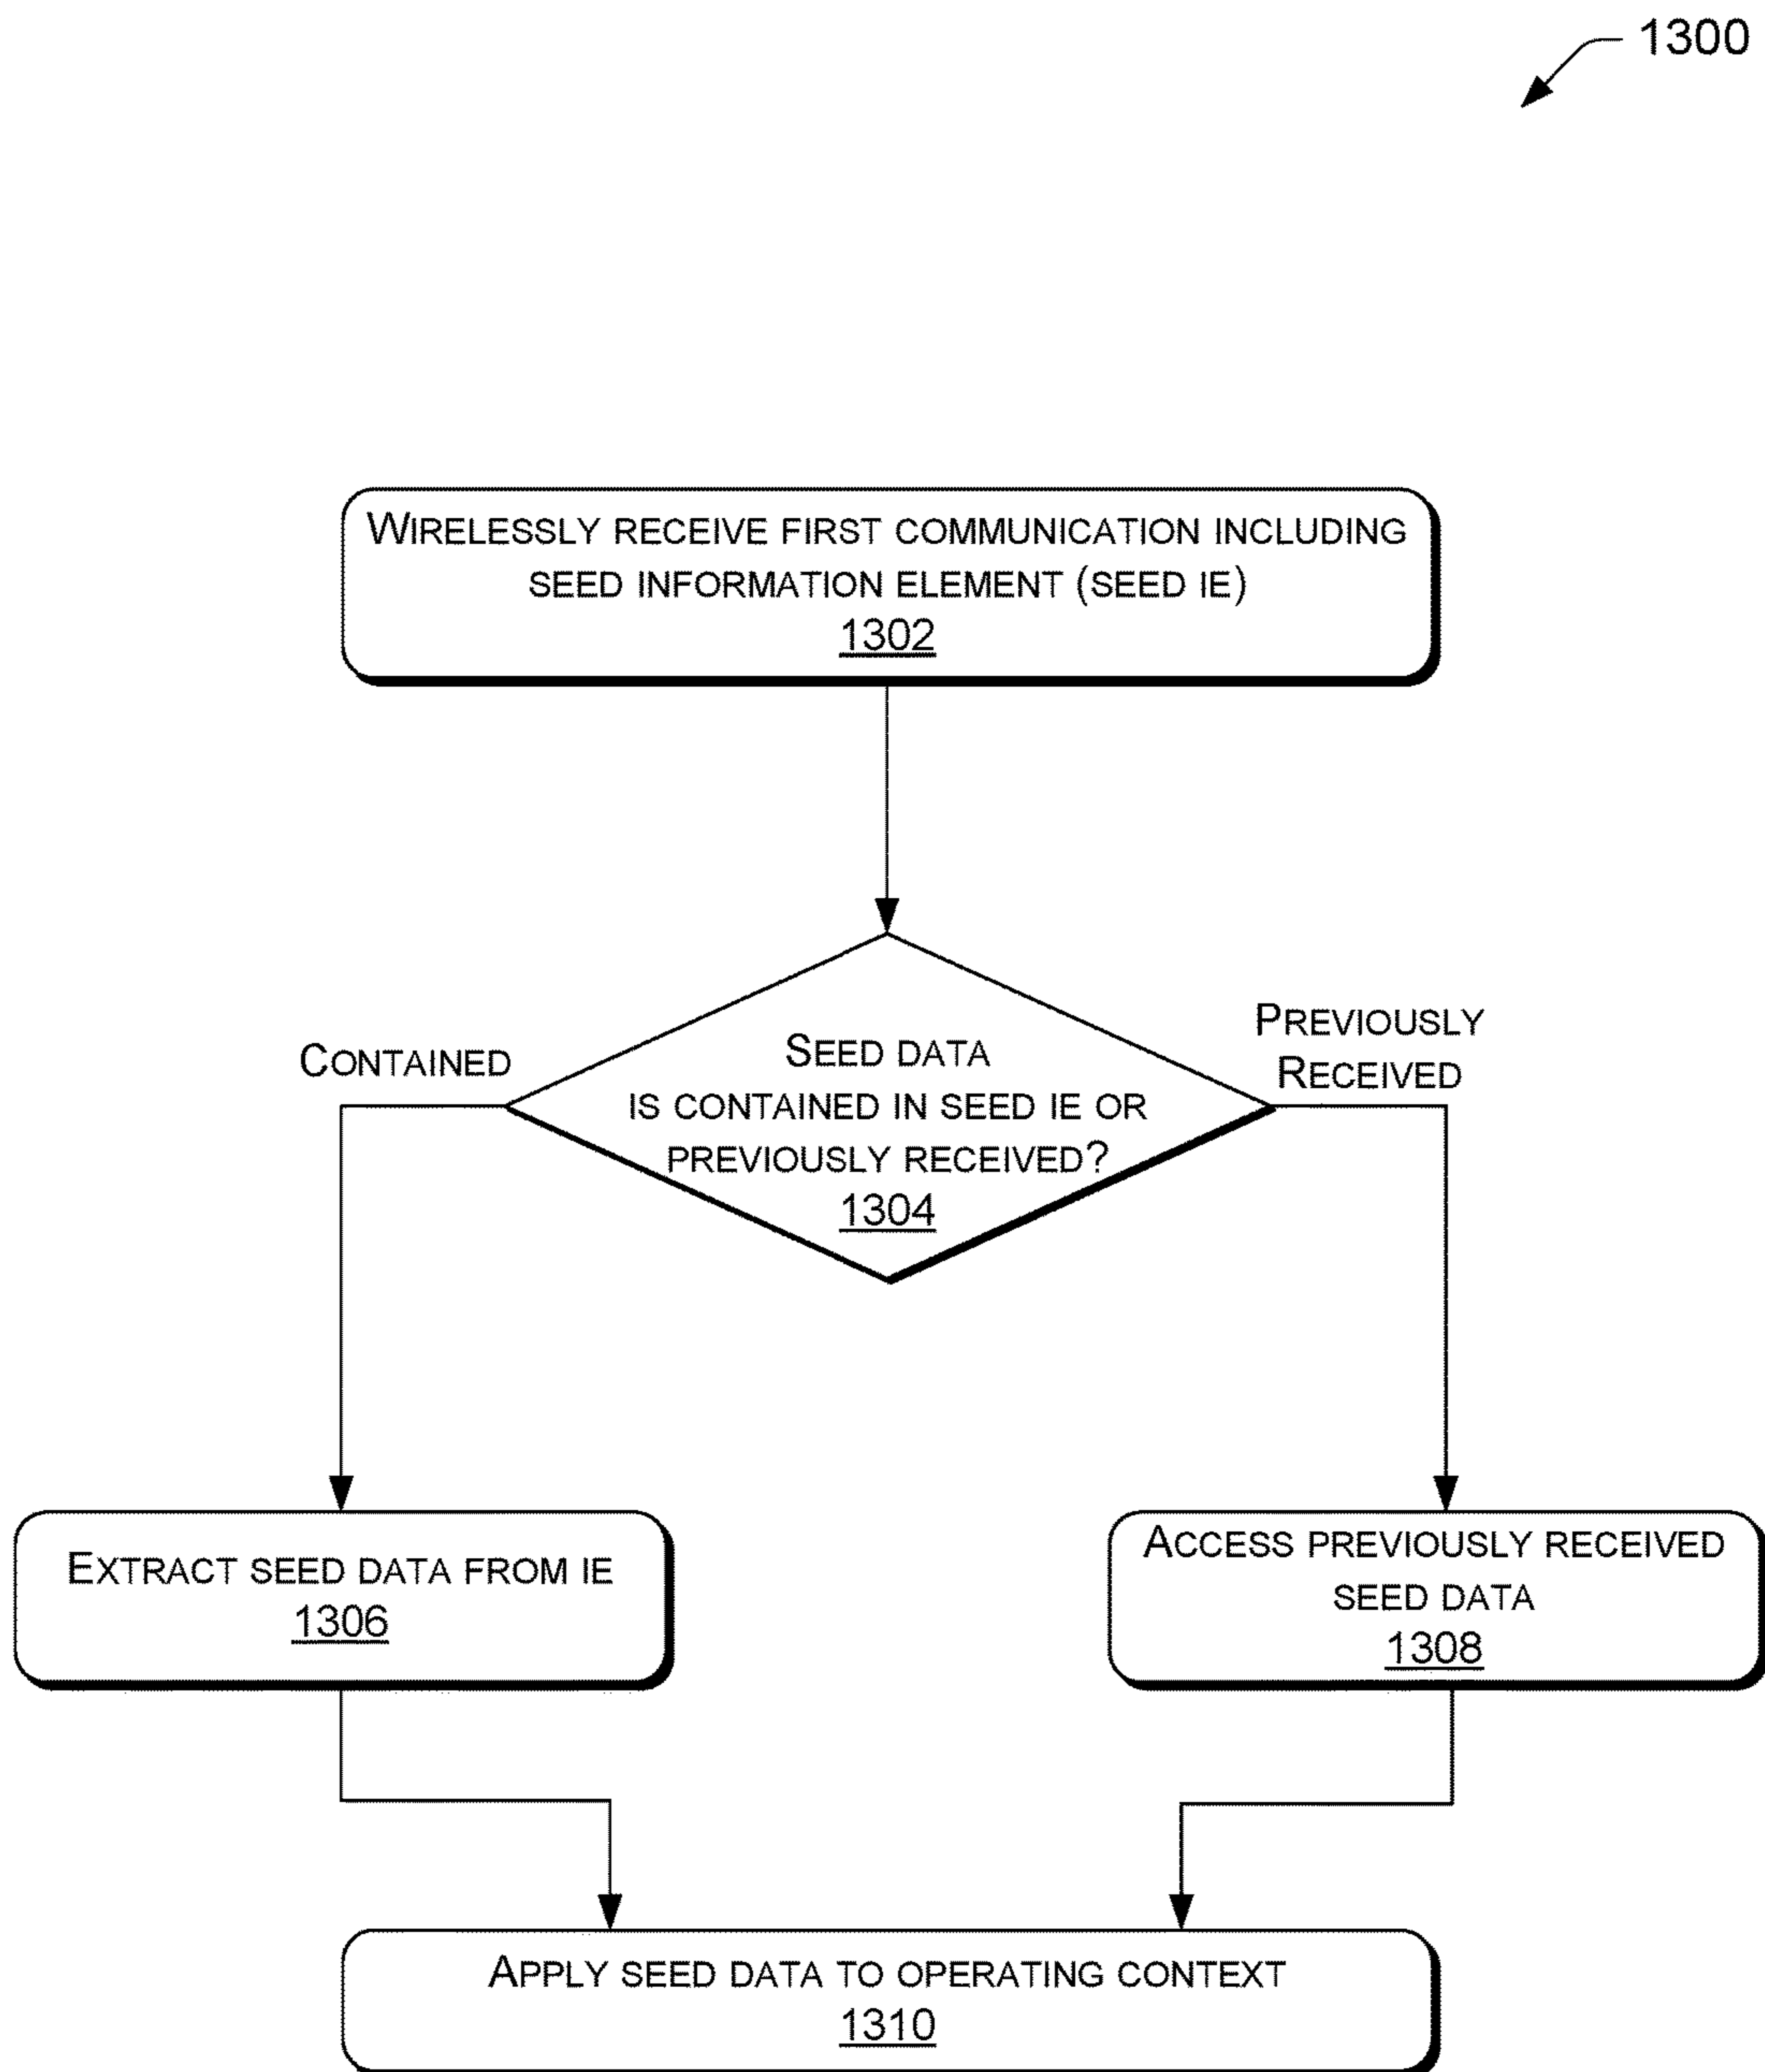 1300
WIRELESSLY RECEIVE FIRST COMMUNICATION INCLUDING
SEED INFORMATION ELEMENT (SEED IE)
1302
SEED DATA
IS CONTAINED IN SEED IE OR
PREVIOUSLY RECEIVED?
1304
CONTAINED
PREVIOUSLY
RECEIVED
EXTRACT SEED DATA FROM IE
1306
ACCESS PREVIOUSLY RECEIVED
SEED DATA
1308
APPLY SEED DATA TO OPERATING CONTEXT
1310